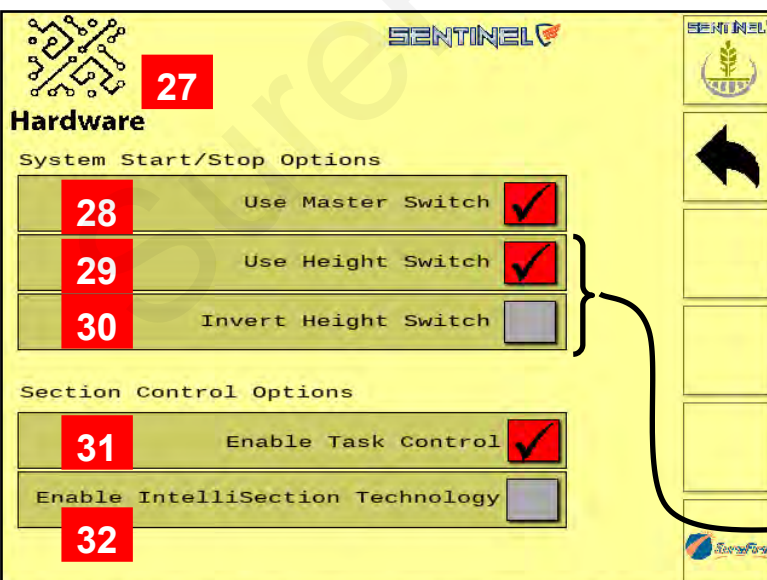 SENTINEL
SENTINEL
27
Hardware
System Start/Stop Options
28 Use Master Switch
29 Use Height Switch
30 Invert Height Switch
Section Control Options
31 Enable Task Control
Enable IntelliSection Technology
32